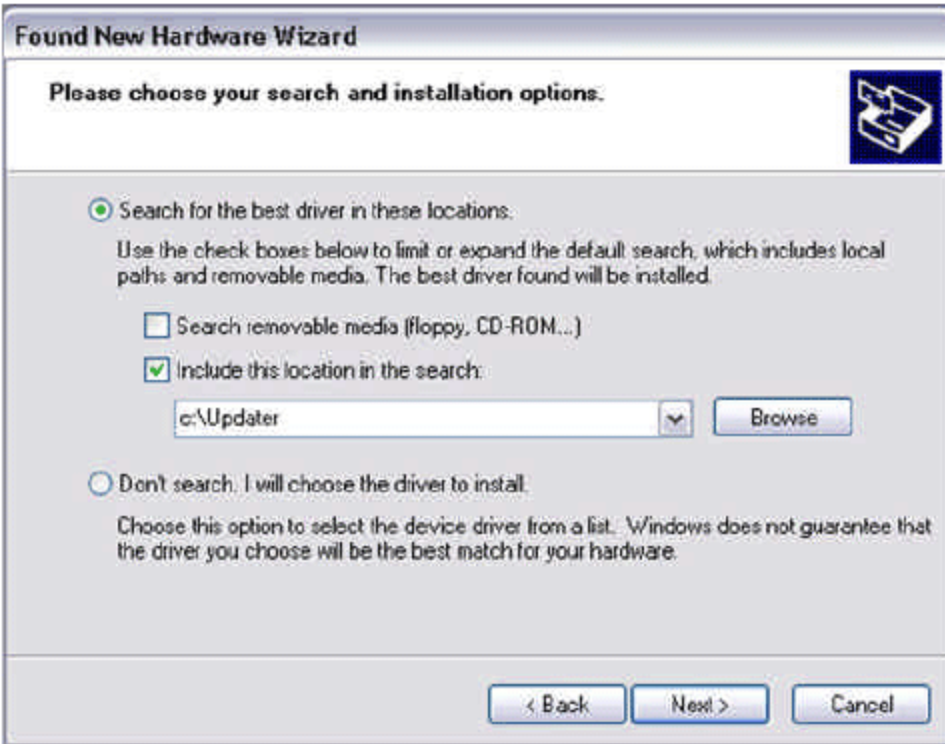 Found New Hardware Wizard
Please choose your search and installation options.
Search for the best driver in these locations.
Use the check boxes below to limit or expand the default search, which includes local
paths and removable media. The best driver found will be installed.
Search removable media (floppy, CD-ROM...)
Include this location in the search:
c:\Updater
Browse
Don't search. I will choose the driver to install.
Choose this option to select the device driver from a list. Windows does not guarantee that
the driver you choose will be the best match for your hardware.
< Back
Next >
Cancel